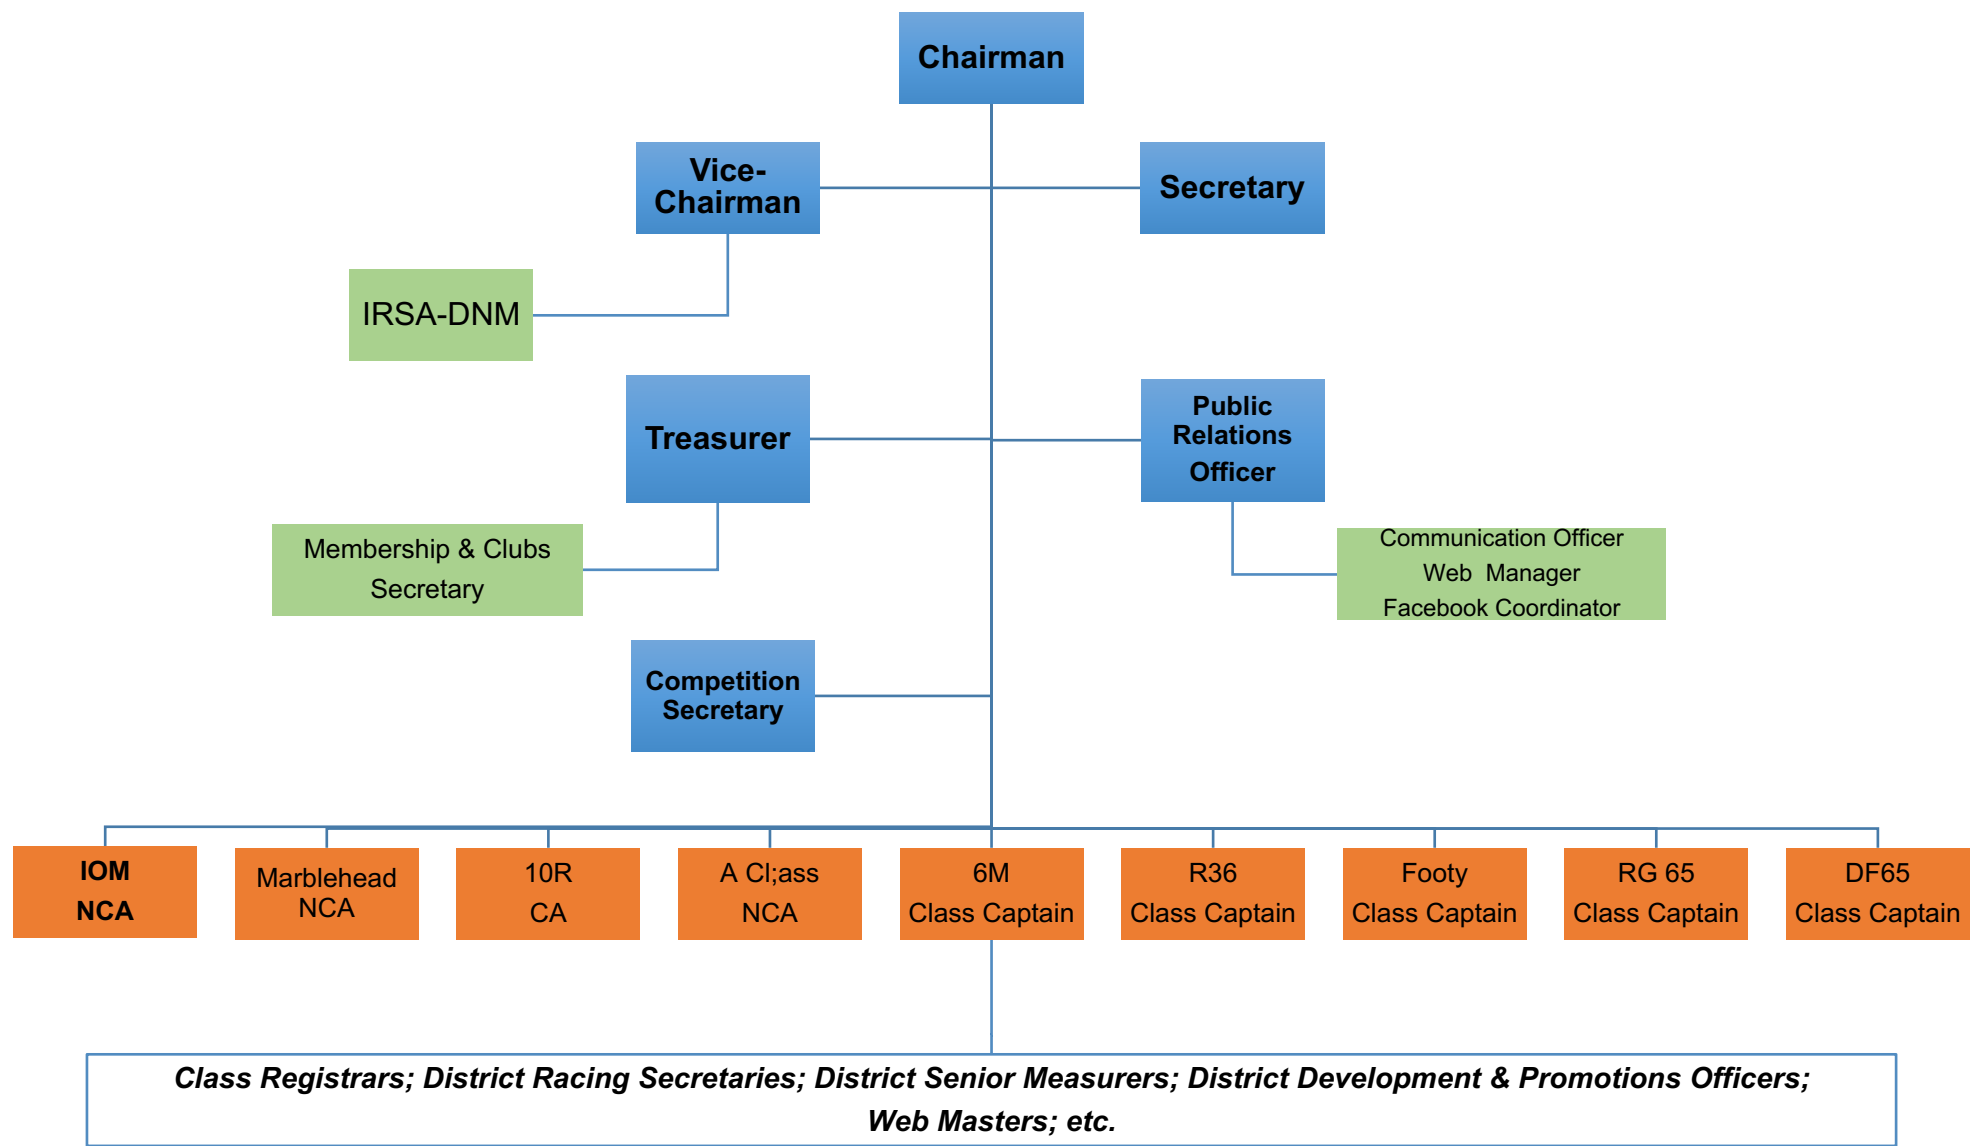 Chairman
Vice-
Chairman
Secretary
IRSA-DNM
Treasurer
Public
Relations
Officer
Membership & Clubs
Secretary
Communication Officer
Web  Manager
Facebook Coordinator
Competition
Secretary
IOM
NCA
Marblehead
NCA
10R
CA
A Cl;ass
NCA
6M
Class Captain
R36
Class Captain
Footy
Class Captain
RG 65
Class Captain
DF65
Class Captain
Class Registrars; District Racing Secretaries; District Senior Measurers; District Development & Promotions Officers;
Web Masters; etc.